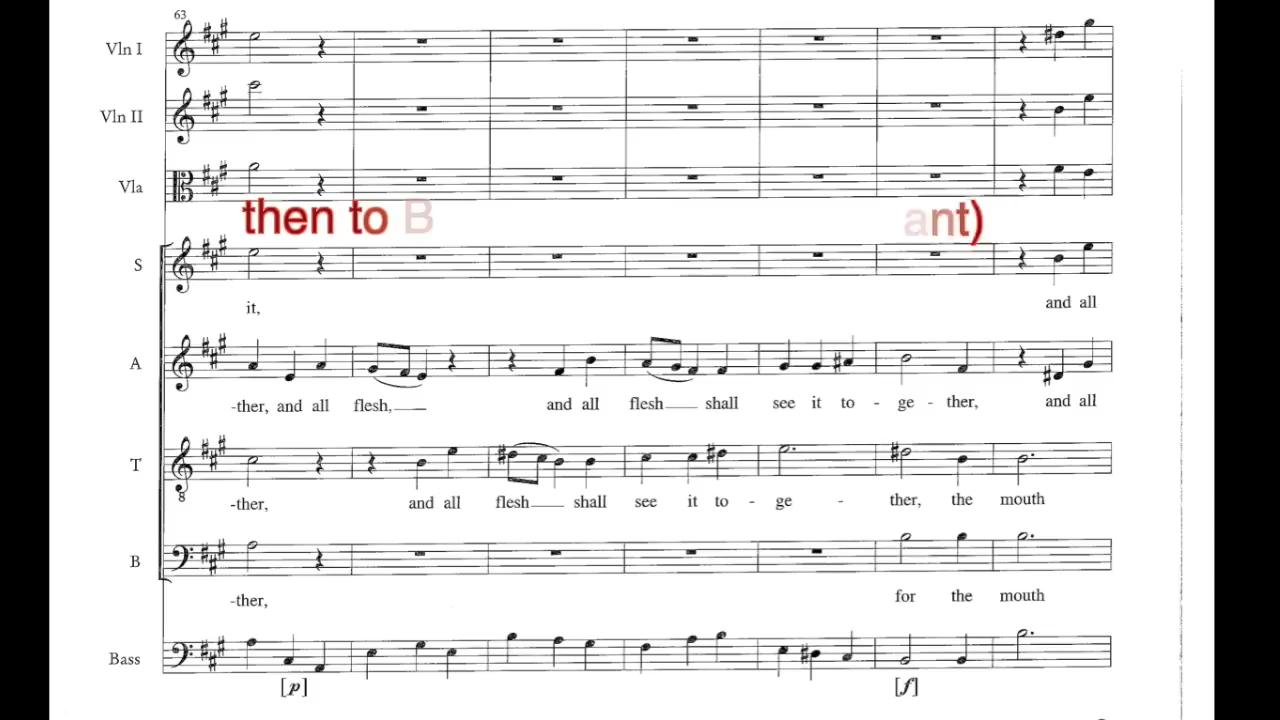 63
Vln I
Vln II
Vla
then to B ant)
S
it, and all
A
-ther, and all flesh, and all flesh shall see it to - ge - ther, and all
T
8
-ther, and all flesh shall see it to - ge - ther, the mouth
B
-ther, for the mouth
Bass
[p] [f]